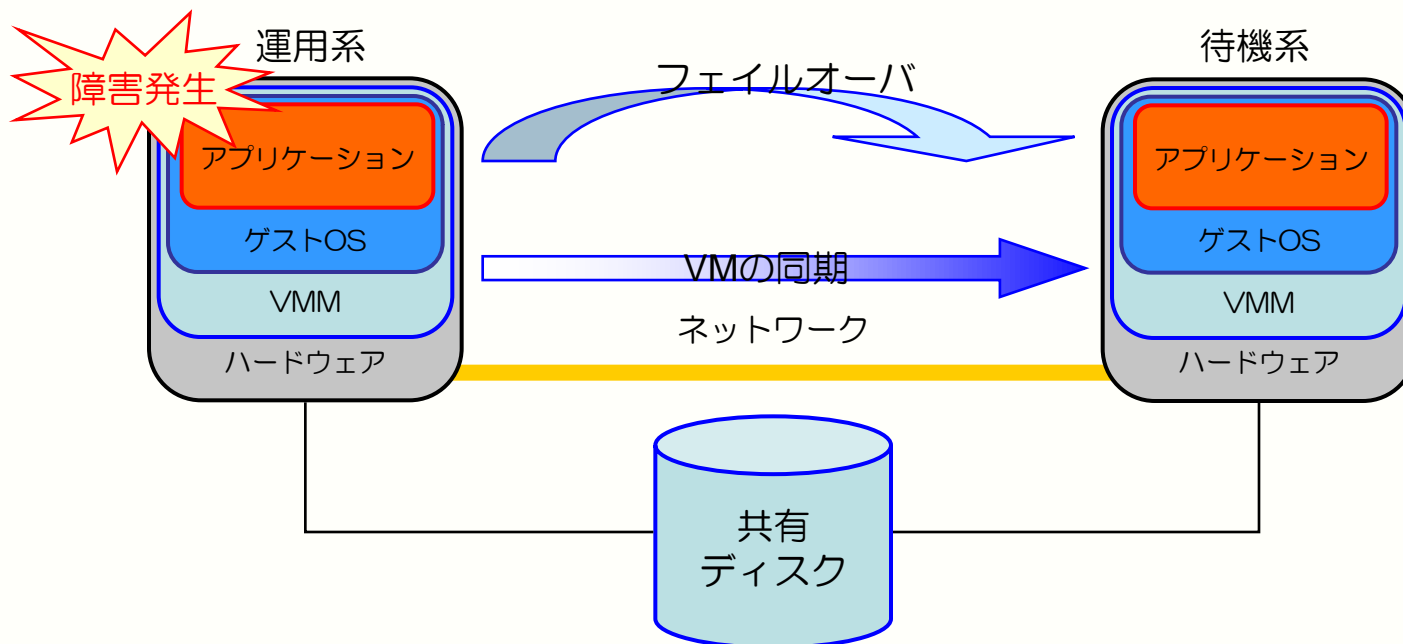 運用系
待機系
障害発生
フェイルオーバ
アプリケーション
アプリケーション
ゲストOS
VMの同期
ゲストOS
VMM
VMM
ネットワーク
ハードウェア
ハードウェア
共有
ディスク